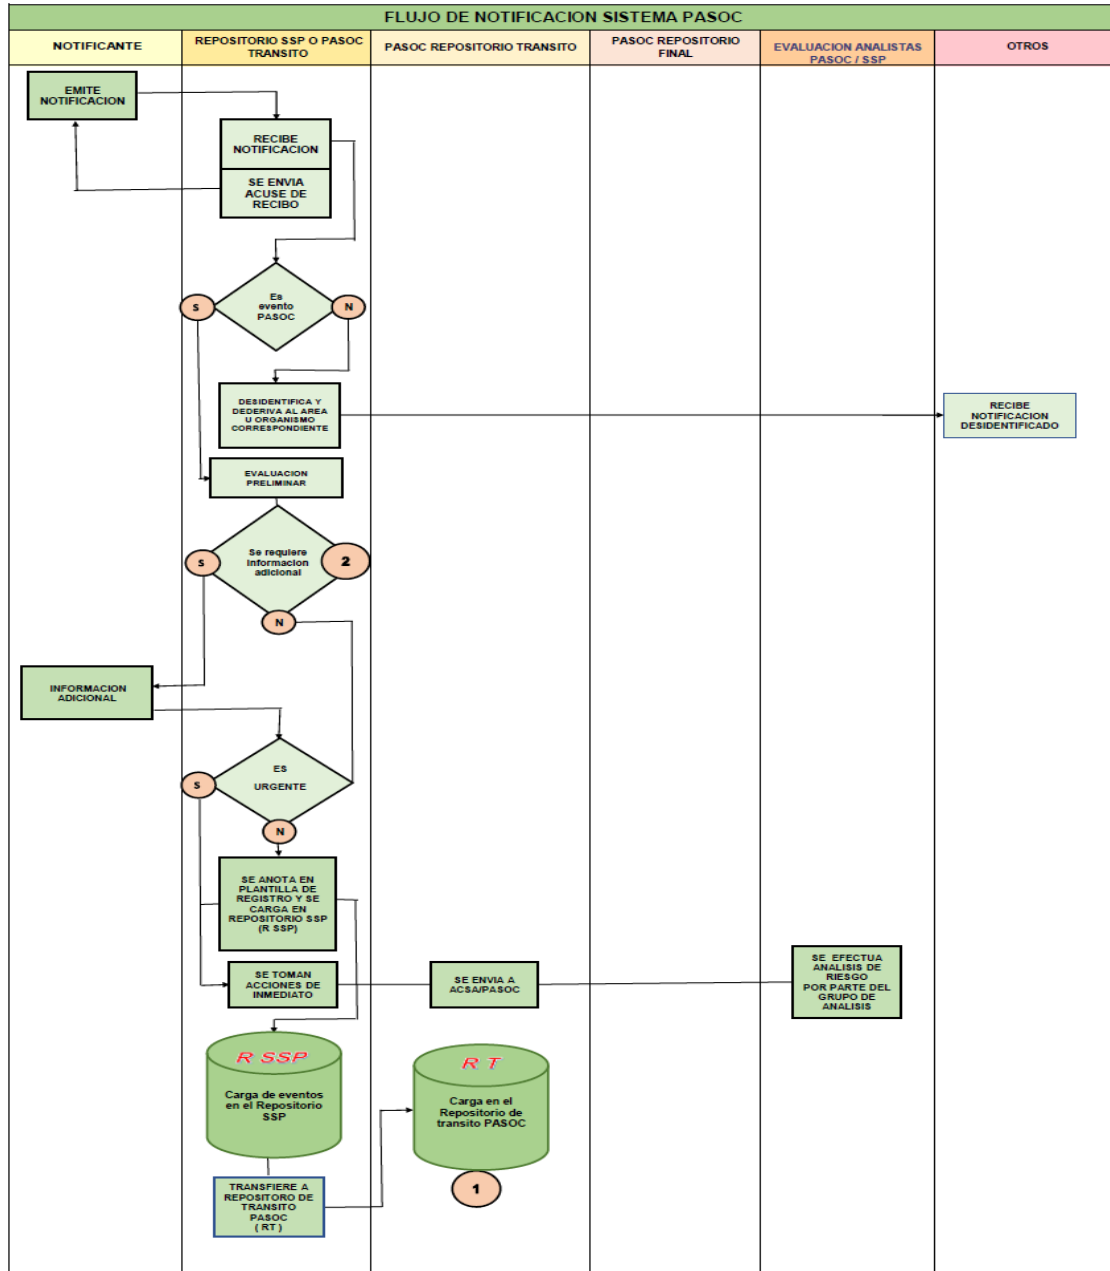 FLUJO DE NOTIFICACION SISTEMA PASOC
NOTIFICANTE
REPOSITORIO SSP O PASOC
TRANSITO
PASOC REPOSITORIO TRANSITO
PASOC REPOSITORIO
FINAL
EVALUACION ANALISTAS
PASOC / SSP
OTROS
EMITE
NOTIFICACION
RECIBE
NOTIFICACION
SE ENVIA
ACUSE DE
RECIBO
Es
evento
PASOC
S
N
DESIDENTIFICA Y
DEDERIVA AL AREA
U ORGANISMO
CORRESPONDIENTE
RECIBE
NOTIFICACION
DESIDENTIFICADO
EVALUACION
PRELIMINAR
Se requiere
informacion
adicional
S
2
N
INFORMACION
ADICIONAL
ES
URGENTE
S
N
SE ANOTA EN
PLANTILLA DE
REGISTRO Y SE
CARGA EN
REPOSITORIO SSP
(R SSP)
SE TOMAN
ACCIONES DE
INMEDIATO
SE ENVIA A
ACSA/PASOC
SE EFECTUA
ANALISIS DE
RIESGO
POR PARTE DEL
GRUPO DE
ANALISIS
R SSP
Carga de eventos
en el Repositorio
SSP
R T
Carga en el
Repositorio de
transito PASOC
1
TRANSFIERE A
REPOSITORO DE
TRANSITO
PASOC
( RT )